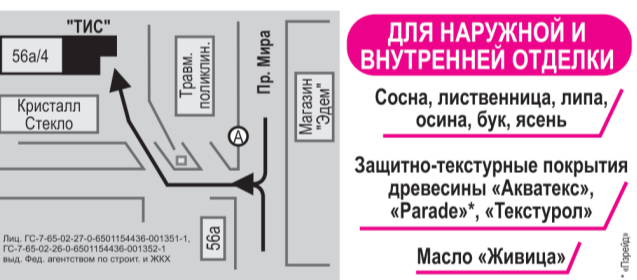 "ТИС"
56а/4
Травм.
поликлин.
Пр. Мира
Кристалл
Стекло
А
Магазин
"Эдем"
56а
Лиц. ГС-7-65-02-27-0-6501154436-001351-1,
ГС-7-65-02-26-0-6501154436-001352-1
выд. Фед. агентством по строит. и ЖКХ
ДЛЯ НАРУЖНОЙ И
ВНУТРЕННЕЙ ОТДЕЛКИ
Сосна, лиственница, липа,
осина, бук, ясень
Защитно-текстурные покрытия
древесины «Акватекс»,
«Parade»*, «Текстурол»
Масло «Живица»
* «Пэрейд»